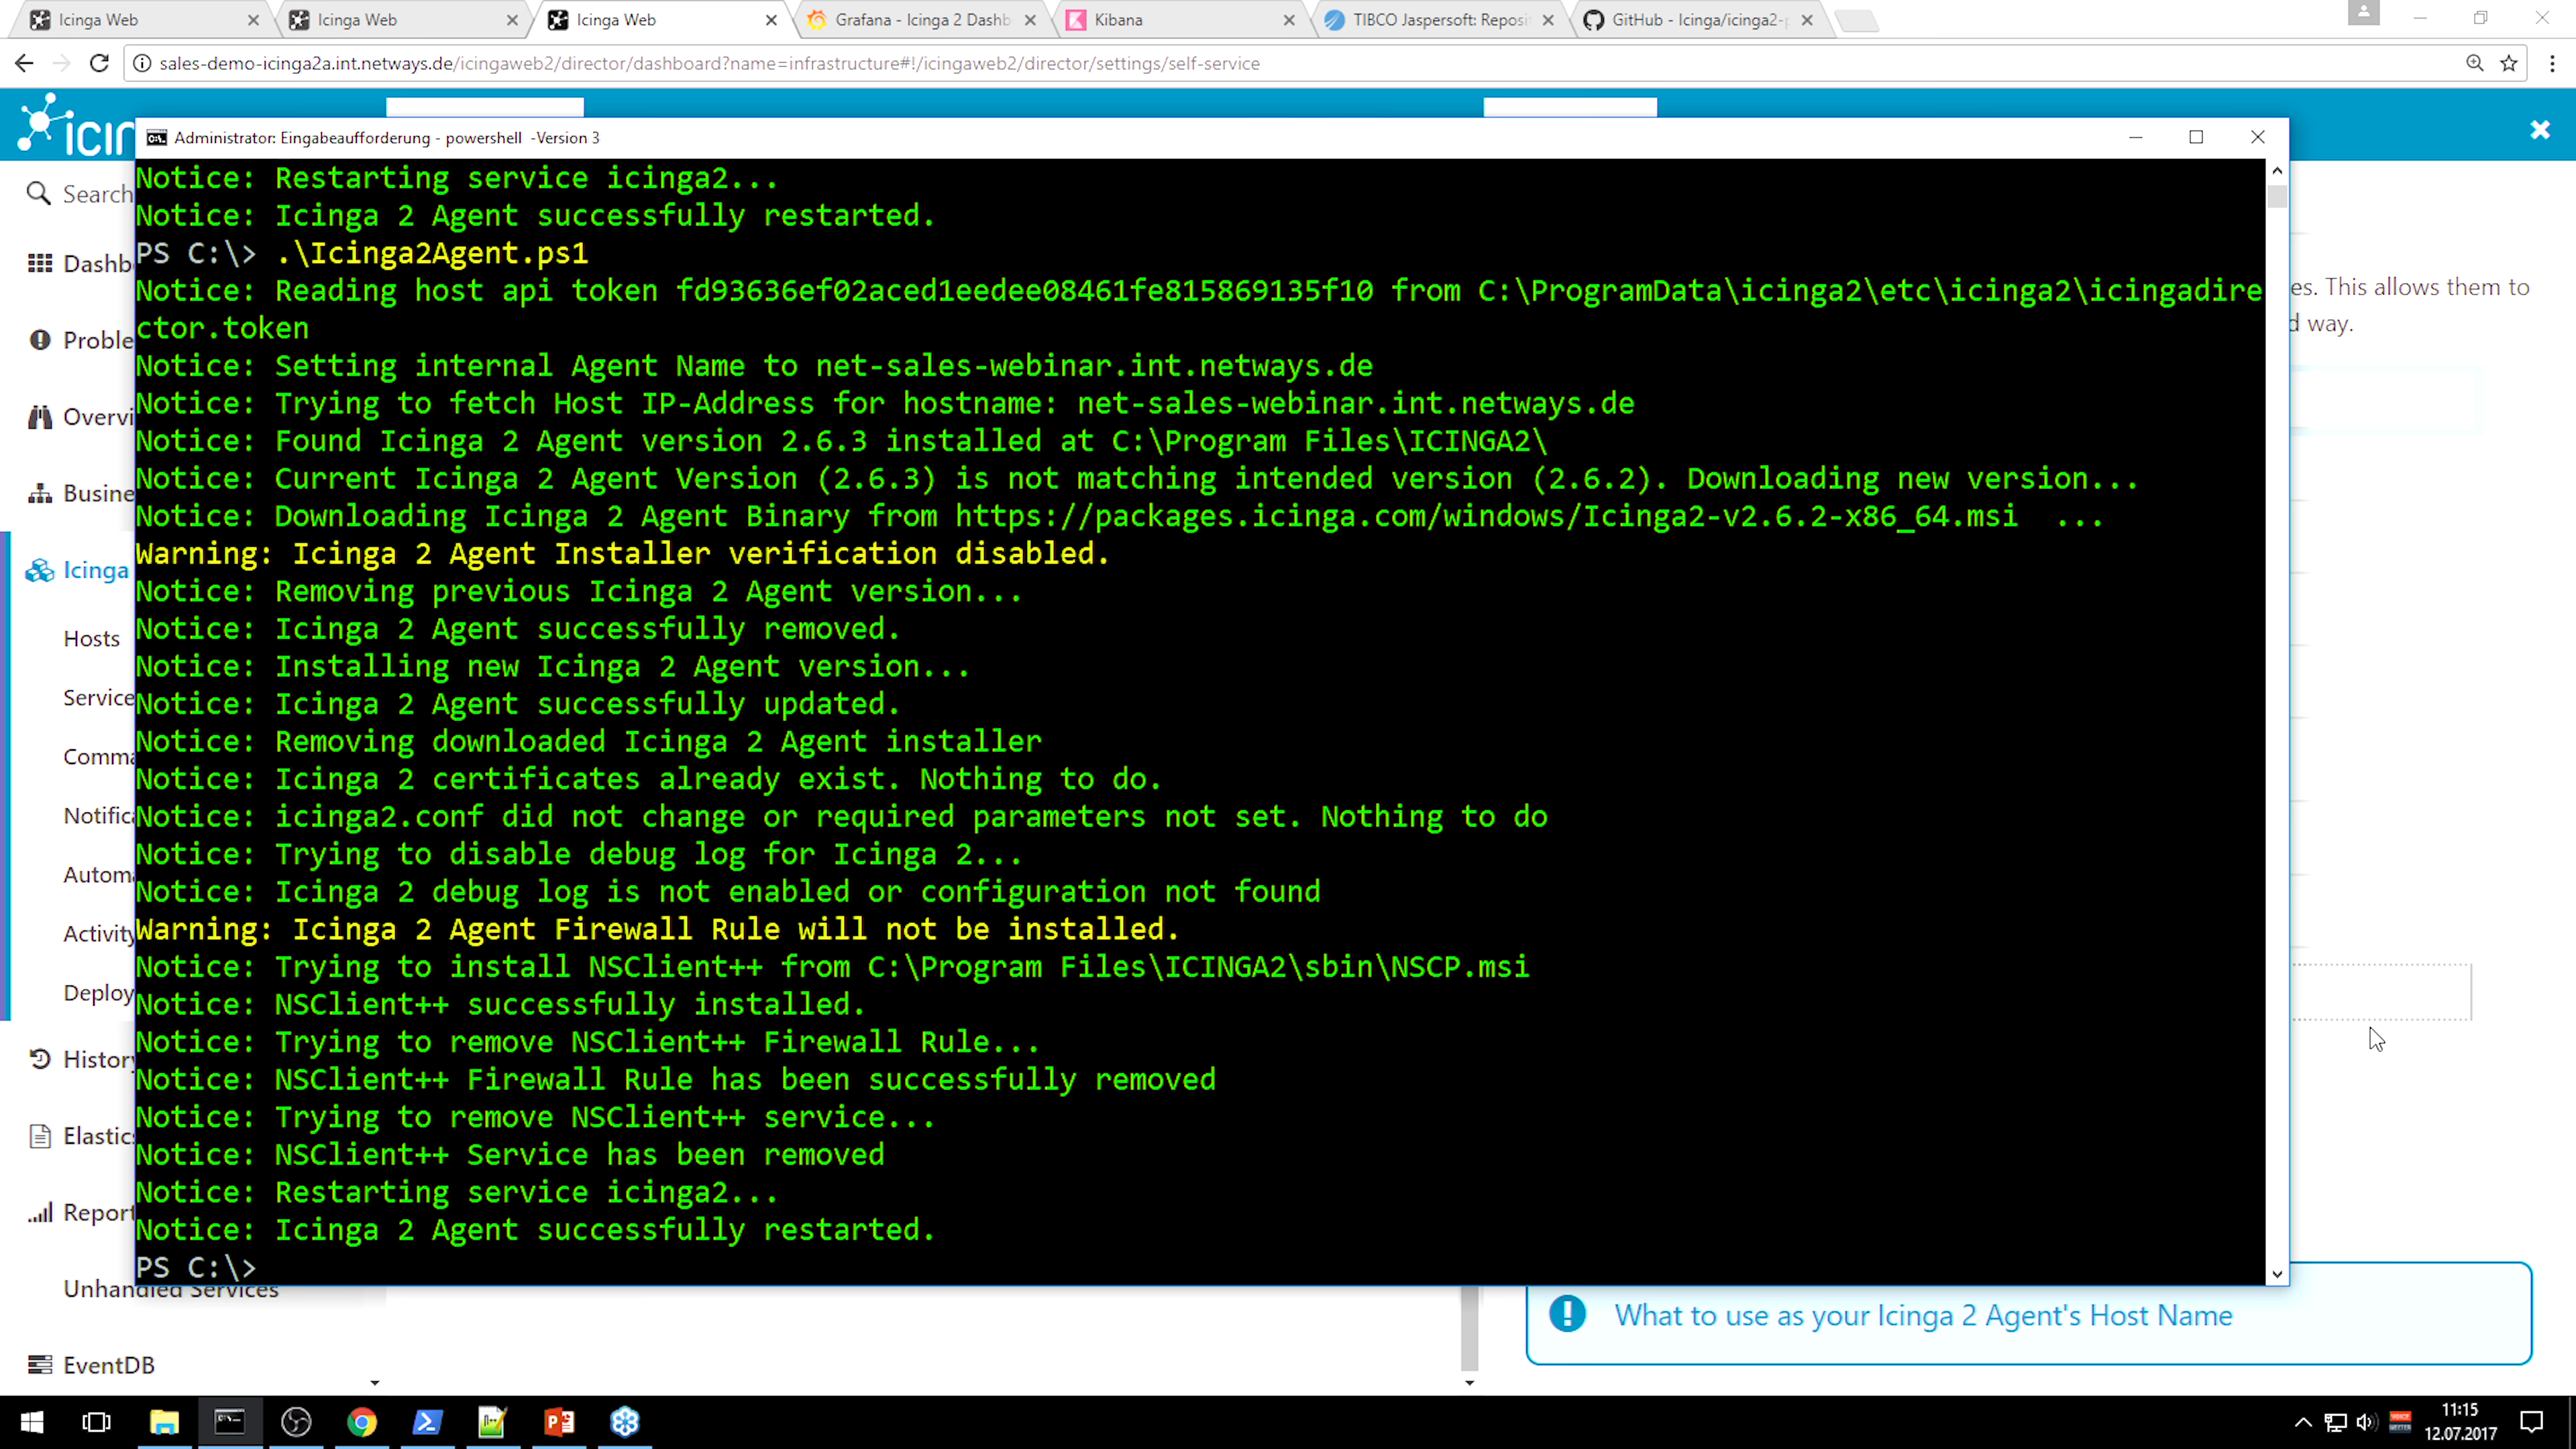 Icinga Web
Icinga Web
Icinga Web
Grafana - Icinga 2 Dashb
Kibana
TIBCO Jaspersoft: Reposi
GitHub - Icinga/icinga2-p
sales-demo-icinga2a.int.netways.de/icingaweb2/director/dashboard?name=infrastructure#!/icingaweb2/director/settings/self-service
icin
Administrator: Eingabeaufforderung - powershell -Version 3
Search
Dashb
Proble
Overvi
Busine
Icinga
Hosts
Service
Comma
Notifica
Automa
Activity
Deploy
History
Elastics
Report
Unhandled Services
EventDB
Notice: Restarting service icinga2...
Notice: Icinga 2 Agent successfully restarted.
PS C:\> .\Icinga2Agent.ps1
Notice: Reading host api token fd93636ef02aced1eedee08461fe815869135f10 from C:\ProgramData\icinga2\etc\icinga2\icingadire
ctor.token
Notice: Setting internal Agent Name to net-sales-webinar.int.netways.de
Notice: Trying to fetch Host IP-Address for hostname: net-sales-webinar.int.netways.de
Notice: Found Icinga 2 Agent version 2.6.3 installed at C:\Program Files\ICINGA2\
Notice: Current Icinga 2 Agent Version (2.6.3) is not matching intended version (2.6.2). Downloading new version...
Notice: Downloading Icinga 2 Agent Binary from https://packages.icinga.com/windows/Icinga2-v2.6.2-x86_64.msi ...
Warning: Icinga 2 Agent Installer verification disabled.
Notice: Removing previous Icinga 2 Agent version...
Notice: Icinga 2 Agent successfully removed.
Notice: Installing new Icinga 2 Agent version...
Notice: Icinga 2 Agent successfully updated.
Notice: Removing downloaded Icinga 2 Agent installer
Notice: Icinga 2 certificates already exist. Nothing to do.
Notice: icinga2.conf did not change or required parameters not set. Nothing to do
Notice: Trying to disable debug log for Icinga 2...
Notice: Icinga 2 debug log is not enabled or configuration not found
Warning: Icinga 2 Agent Firewall Rule will not be installed.
Notice: Trying to install NSClient++ from C:\Program Files\ICINGA2\sbin\NSCP.msi
Notice: NSClient++ successfully installed.
Notice: Trying to remove NSClient++ Firewall Rule...
Notice: NSClient++ Firewall Rule has been successfully removed
Notice: Trying to remove NSClient++ service...
Notice: NSClient++ Service has been removed
Notice: Restarting service icinga2...
Notice: Icinga 2 Agent successfully restarted.
PS C:\>
es. This allows them to
d way.
What to use as your Icinga 2 Agent's Host Name
11:15
12.07.2017